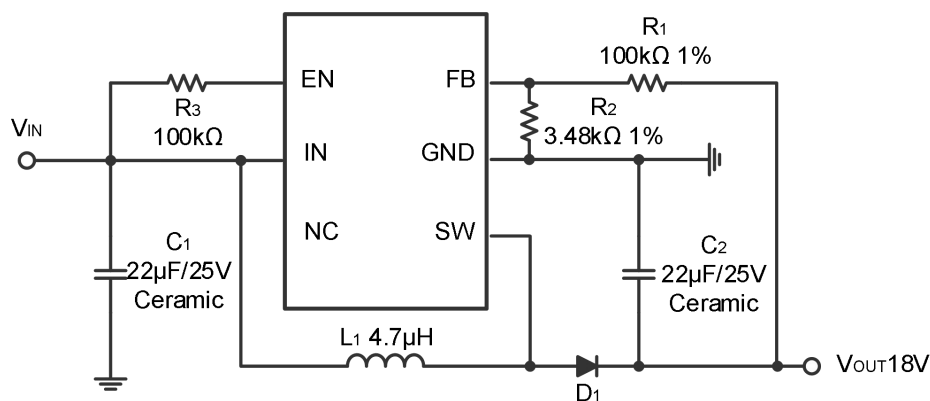 R1
100kΩ 1%
EN
FB
R3
100kΩ
R2
3.48kΩ 1%
VIN
IN
GND
NC
SW
C1
22µF/25V
Ceramic
C2
22µF/25V
Ceramic
L1 4.7µH
D1
VOUT18V